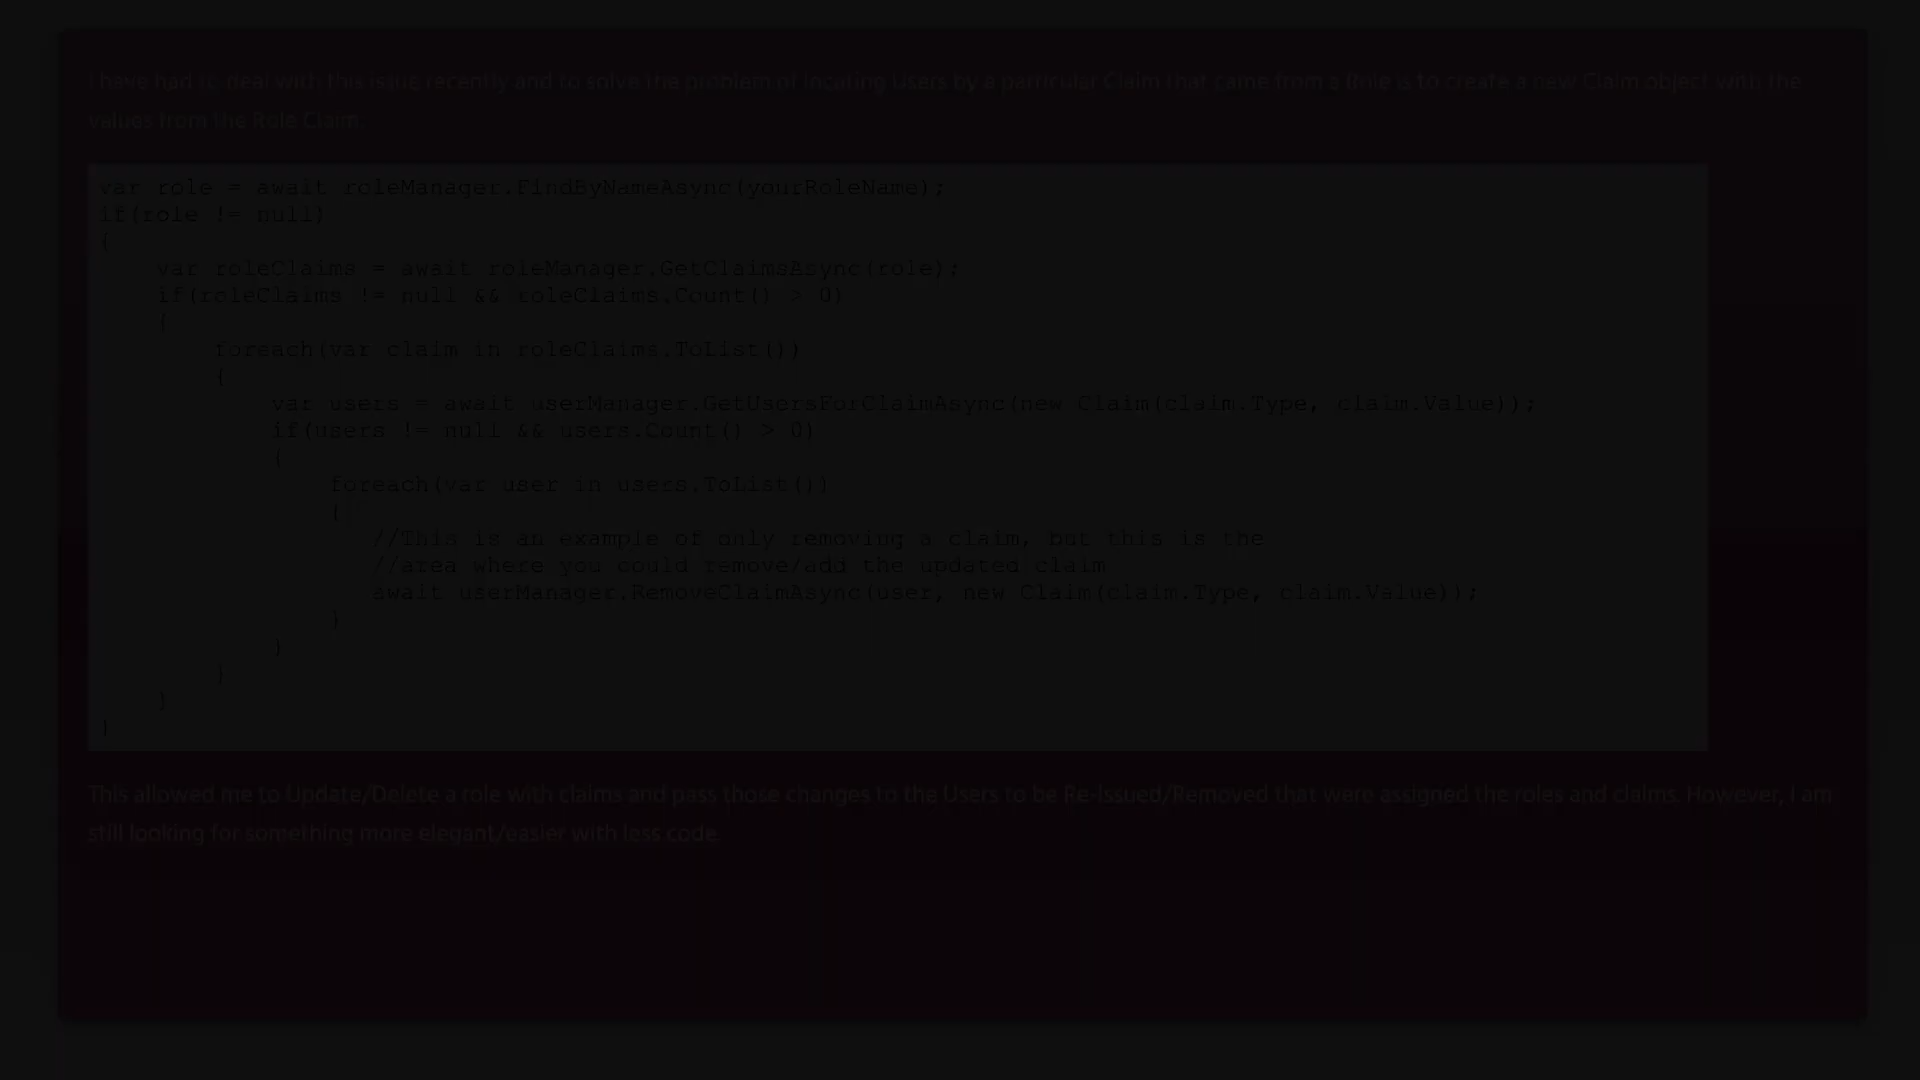 I have had to deal with this issue recently and to solve the problem of locating Users by a particular Claim that came from a Role is to create a new Claim object with the
values from the Role Claim.
var role = await roleManager.FindByNameAsync(yourRoleName);
if(role != null)
{
var roleClaims = await roleManager.GetClaimsAsync(role);
if(roleClaims != null && roleClaims.Count() > 0)
{
foreach(var claim in roleClaims.ToList())
{
var users = await userManager.GetUsersForClaimAsync(new Claim(claim.Type, claim.Value));
if(users != null && users.Count() > 0)
{
foreach(var user in users.ToList())
{
//This is an example of only removing a claim, but this is the
//area where you could remove/add the updated claim
await userManager.RemoveClaimAsync(user, new Claim(claim.Type, claim.Value));
}
}
}
}
}
This allowed me to Update/Delete a role with claims and pass those changes to the Users to be Re-Issued/Removed that were assigned the roles and claims. However, I am
still looking for something more elegant/easier with less code.